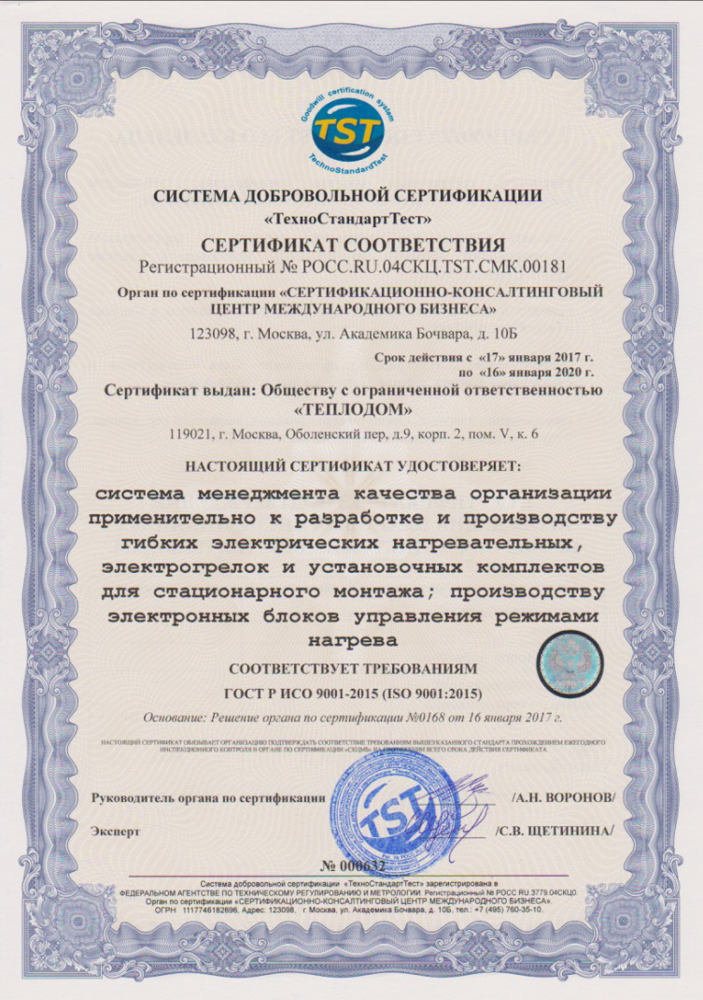 Goodwill certification system
TST
TechnoStandardTest
СИСТЕМА ДОБРОВОЛЬНОЙ СЕРТИФИКАЦИИ
«ТехноСтандартТест»
СЕРТИФИКАТ СООТВЕТСТВИЯ
Регистрационный № РОСС.RU.04СКЦ.TST.СМК.00181
Орган по сертификации «СЕРТИФИКАЦИОННО-КОНСАЛТИНГОВЫЙ
ЦЕНТР МЕЖДУНАРОДНОГО БИЗНЕСА»
123098, г. Москва, ул. Академика Бочвара, д. 10Б
Срок действия с «17» января 2017 г.
по «16» января 2020 г.
Сертификат выдан: Обществу с ограниченной ответственностью
«ТЕПЛОДОМ»
119021, г. Москва, Оболенский пер, д.9, корп. 2, пом. V, к. 6
НАСТОЯЩИЙ СЕРТИФИКАТ УДОСТОВЕРЯЕТ:
система менеджмента качества организации
применительно к разработке и производству
гибких электрических нагревательных,
электрогрелок и установочных комплектов
для стационарного монтажа; производству
электронных блоков управления режимами
нагрева
СООТВЕТСТВУЕТ ТРЕБОВАНИЯМ
ГОСТ Р ИСО 9001-2015 (ISO 9001:2015)
Основание: Решение органа по сертификации №0168 от 16 января 2017 г.
НАСТОЯЩИЙ СЕРТИФИКАТ ОБЯЗЫВАЕТ ОРГАНИЗАЦИЮ ПОДТВЕРЖДАТЬ СООТВЕТСТВИЕ ТРЕБОВАНИЯМ ВЫШЕУКАЗАННОГО СТАНДАРТА ПРОХОЖДЕНИЕМ ЕЖЕГОДНОГО
ИНСПЕКЦИОННОГО КОНТРОЛЯ В ОРГАНЕ ПО СЕРТИФИКАЦИИ «СКЦМБ» НА ПРОТЯЖЕНИИ ВСЕГО СРОКА ДЕЙСТВИЯ СЕРТИФИКАТА
Руководитель органа по сертификации /А.Н. ВОРОНОВ/
TST
Эксперт /С.В. ЩЕТИНИНА/
№ 000632
Система добровольной сертификации «ТехноСтандартТест» зарегистрирована в
ФЕДЕРАЛЬНОМ АГЕНТСТВЕ ПО ТЕХНИЧЕСКОМУ РЕГУЛИРОВАНИЮ И МЕТРОЛОГИИ. Регистрационный № РОСС RU.3779.04СКЦ0.
Орган по сертификации «СЕРТИФИКАЦИОННО-КОНСАЛТИНГОВЫЙ ЦЕНТР МЕЖДУНАРОДНОГО БИЗНЕСА»
ОГРН 1117746182696, Адрес: 123098, г. Москва, ул. Академика Бочвара, д. 10Б, тел.: +7 (495) 760-35-10.